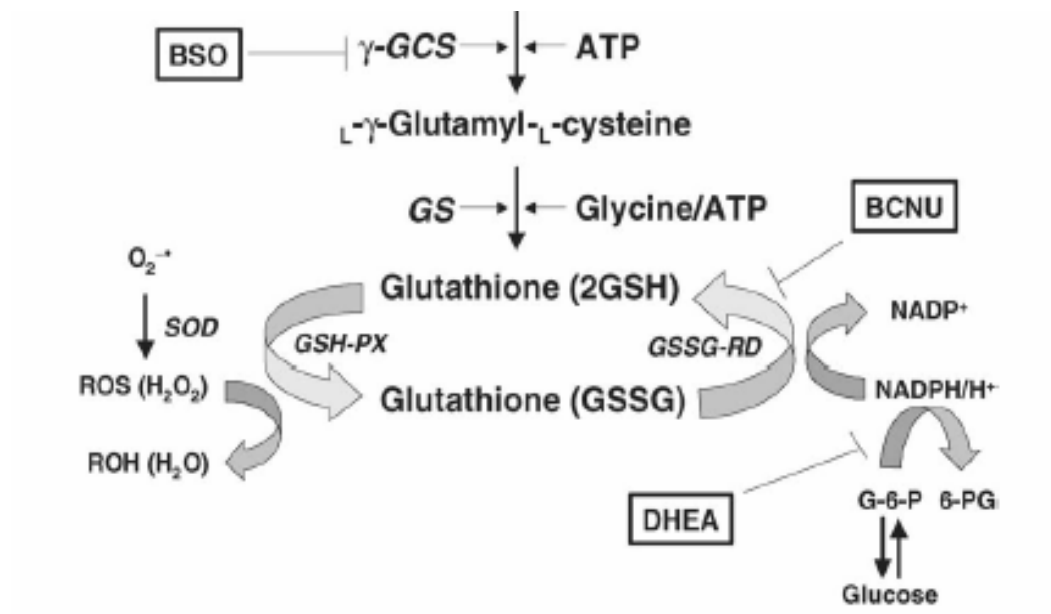 BSO
γ-GCS
ATP
L-γ-Glutamyl-L-cysteine
GS
Glycine/ATP
BCNU
O₂⁻•
SOD
Glutathione (2GSH)
NADP⁺
GSH-PX
GSSG-RD
ROS (H₂O₂)
Glutathione (GSSG)
NADPH/H⁺
ROH (H₂O)
DHEA
G-6-P 6-PG
Glucose